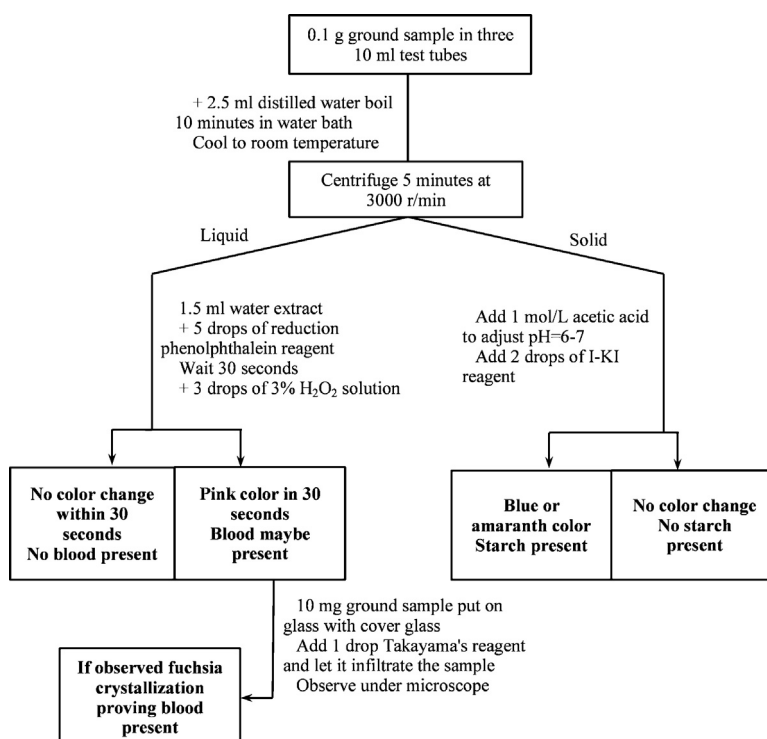 0.1 g ground sample in three
10 ml test tubes
+ 2.5 ml distilled water boil
10 minutes in water bath
Cool to room temperature
Centrifuge 5 minutes at
3000 r/min
Liquid
Solid
1.5 ml water extract
+ 5 drops of reduction
phenolphthalein reagent
Wait 30 seconds
+ 3 drops of 3% H₂O₂ solution
Add 1 mol/L acetic acid
to adjust pH=6-7
Add 2 drops of I-KI
reagent
No color change
within 30
seconds
No blood present
Pink color in 30
seconds
Blood maybe
present
Blue or
amaranth color
Starch present
No color change
No starch
present
10 mg ground sample put on
glass with cover glass
Add 1 drop Takayama's reagent
and let it infiltrate the sample
Observe under microscope
If observed fuchsia
crystallization
proving blood
present